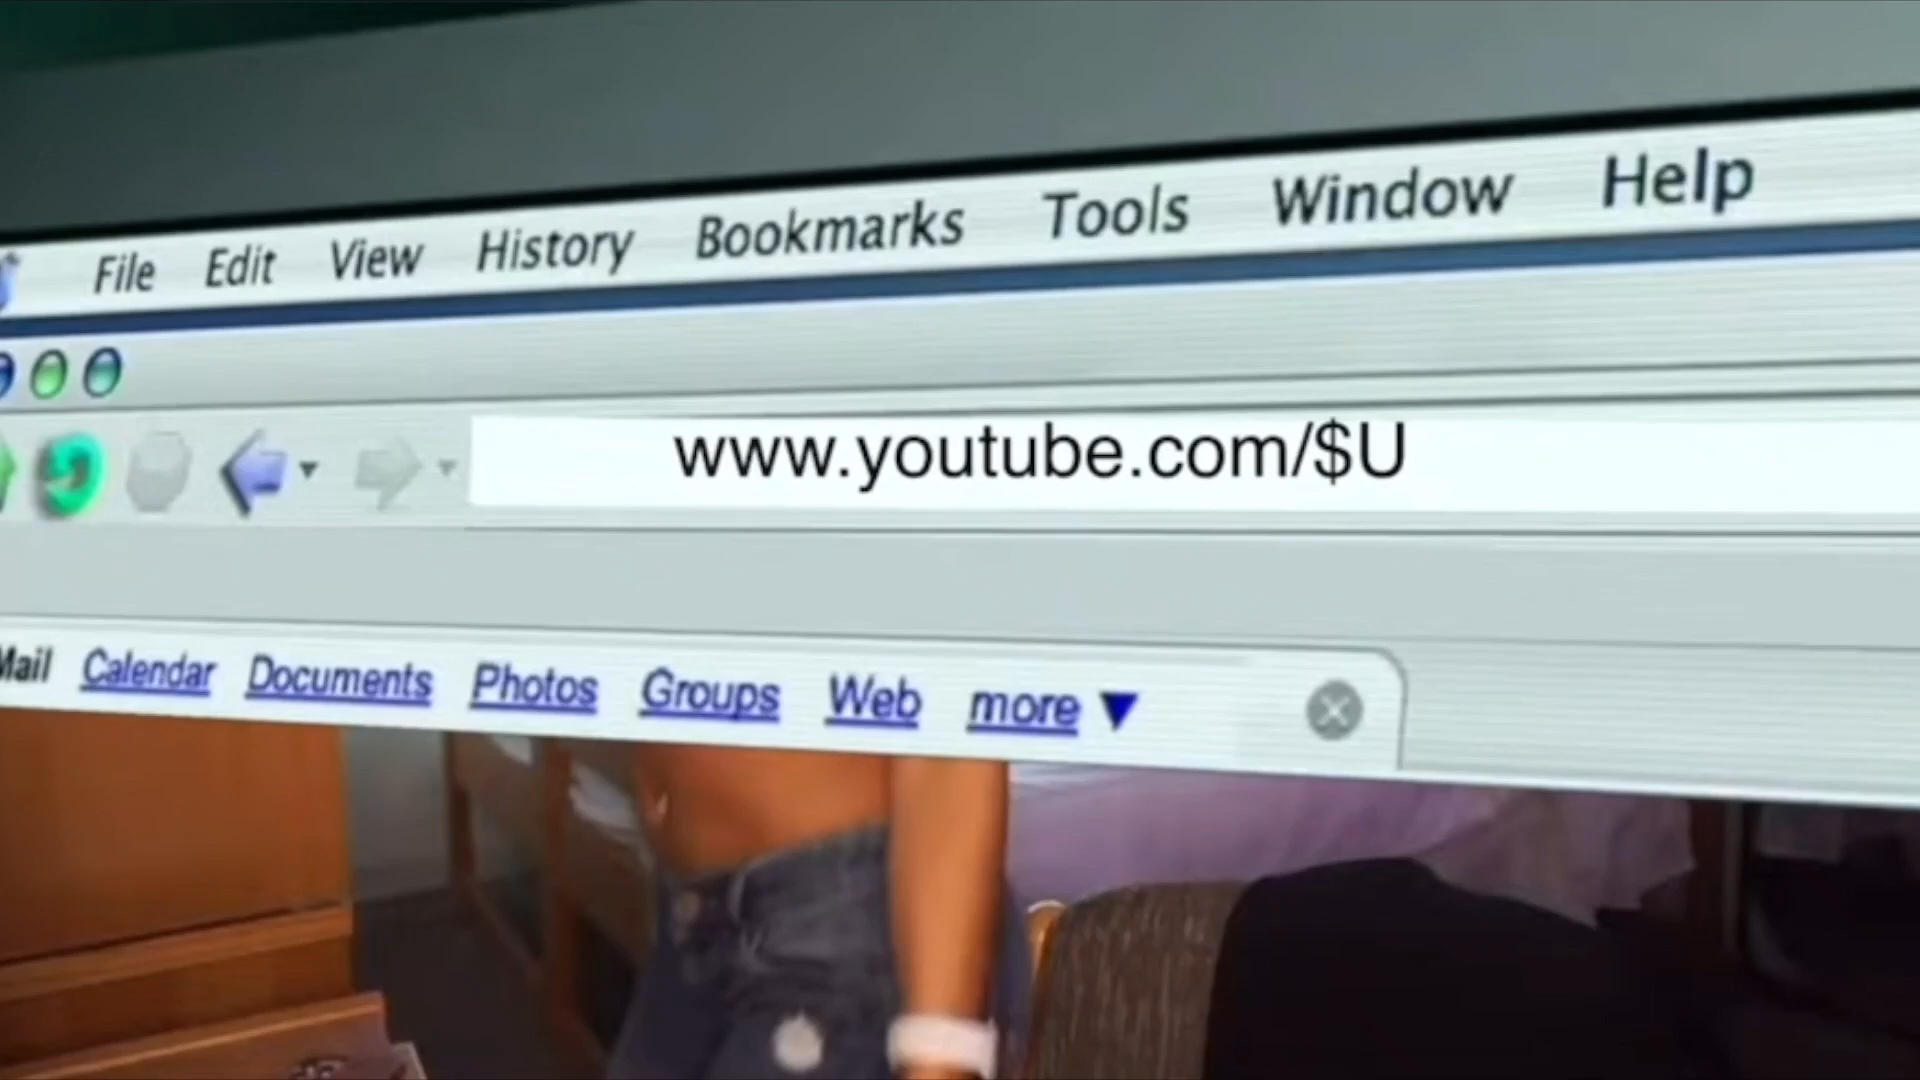 File Edit View History Bookmarks Tools Window Help
www.youtube.com/$U
Mail Calendar Documents Photos Groups Web more